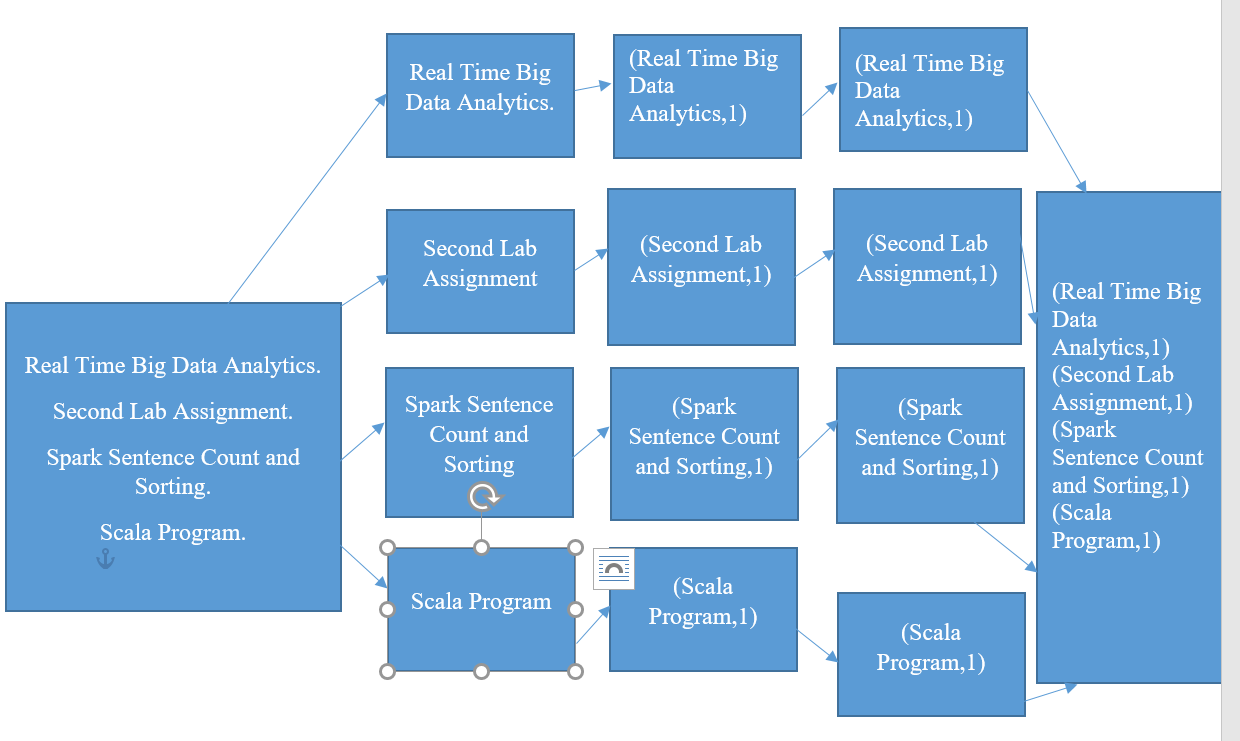 Real Time Big
Data Analytics.
(Real Time Big
Data
Analytics,1)
(Real Time Big
Data
Analytics,1)
Second Lab
Assignment
(Second Lab
Assignment,1)
(Second Lab
Assignment,1)
Real Time Big Data Analytics.
Second Lab Assignment.
Spark Sentence Count and
Sorting.
Scala Program.
Spark Sentence
Count and
Sorting
(Spark
Sentence Count
and Sorting,1)
(Spark
Sentence Count
and Sorting,1)
Scala Program
(Scala
Program,1)
(Scala
Program,1)
(Real Time Big
Data
Analytics,1)
(Second Lab
Assignment,1)
(Spark
Sentence Count
and Sorting,1)
(Scala
Program,1)